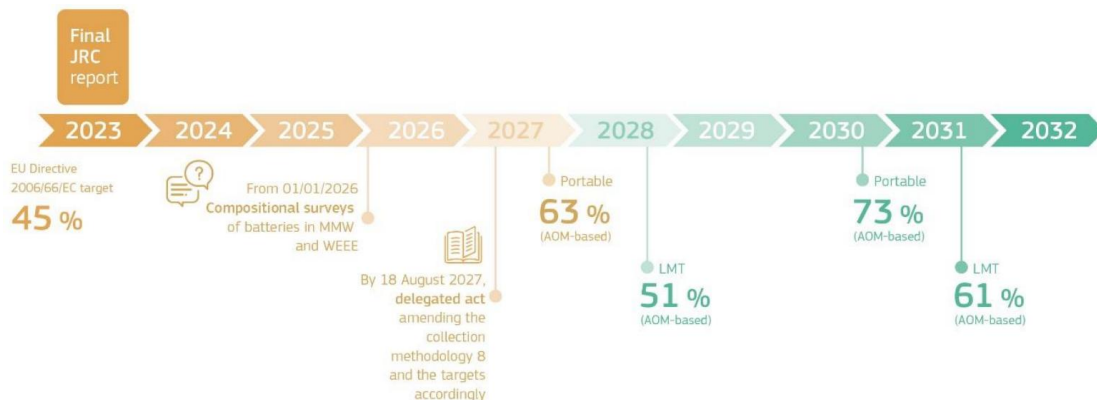 Final
JRC
report
2023
2024
2025
2026
2027
2028
2029
2030
2031
2032
EU Directive
2006/66/EC target
45 %
?
From 01/01/2026
Compositional surveys
of batteries in MMW
and WEEE
By 18 August 2027,
delegated act
amending the
collection
methodology 8
and the targets
accordingly
Portable
63 %
(AOM-based)
LMT
51 %
(AOM-based)
Portable
73 %
(AOM-based)
LMT
61 %
(AOM-based)